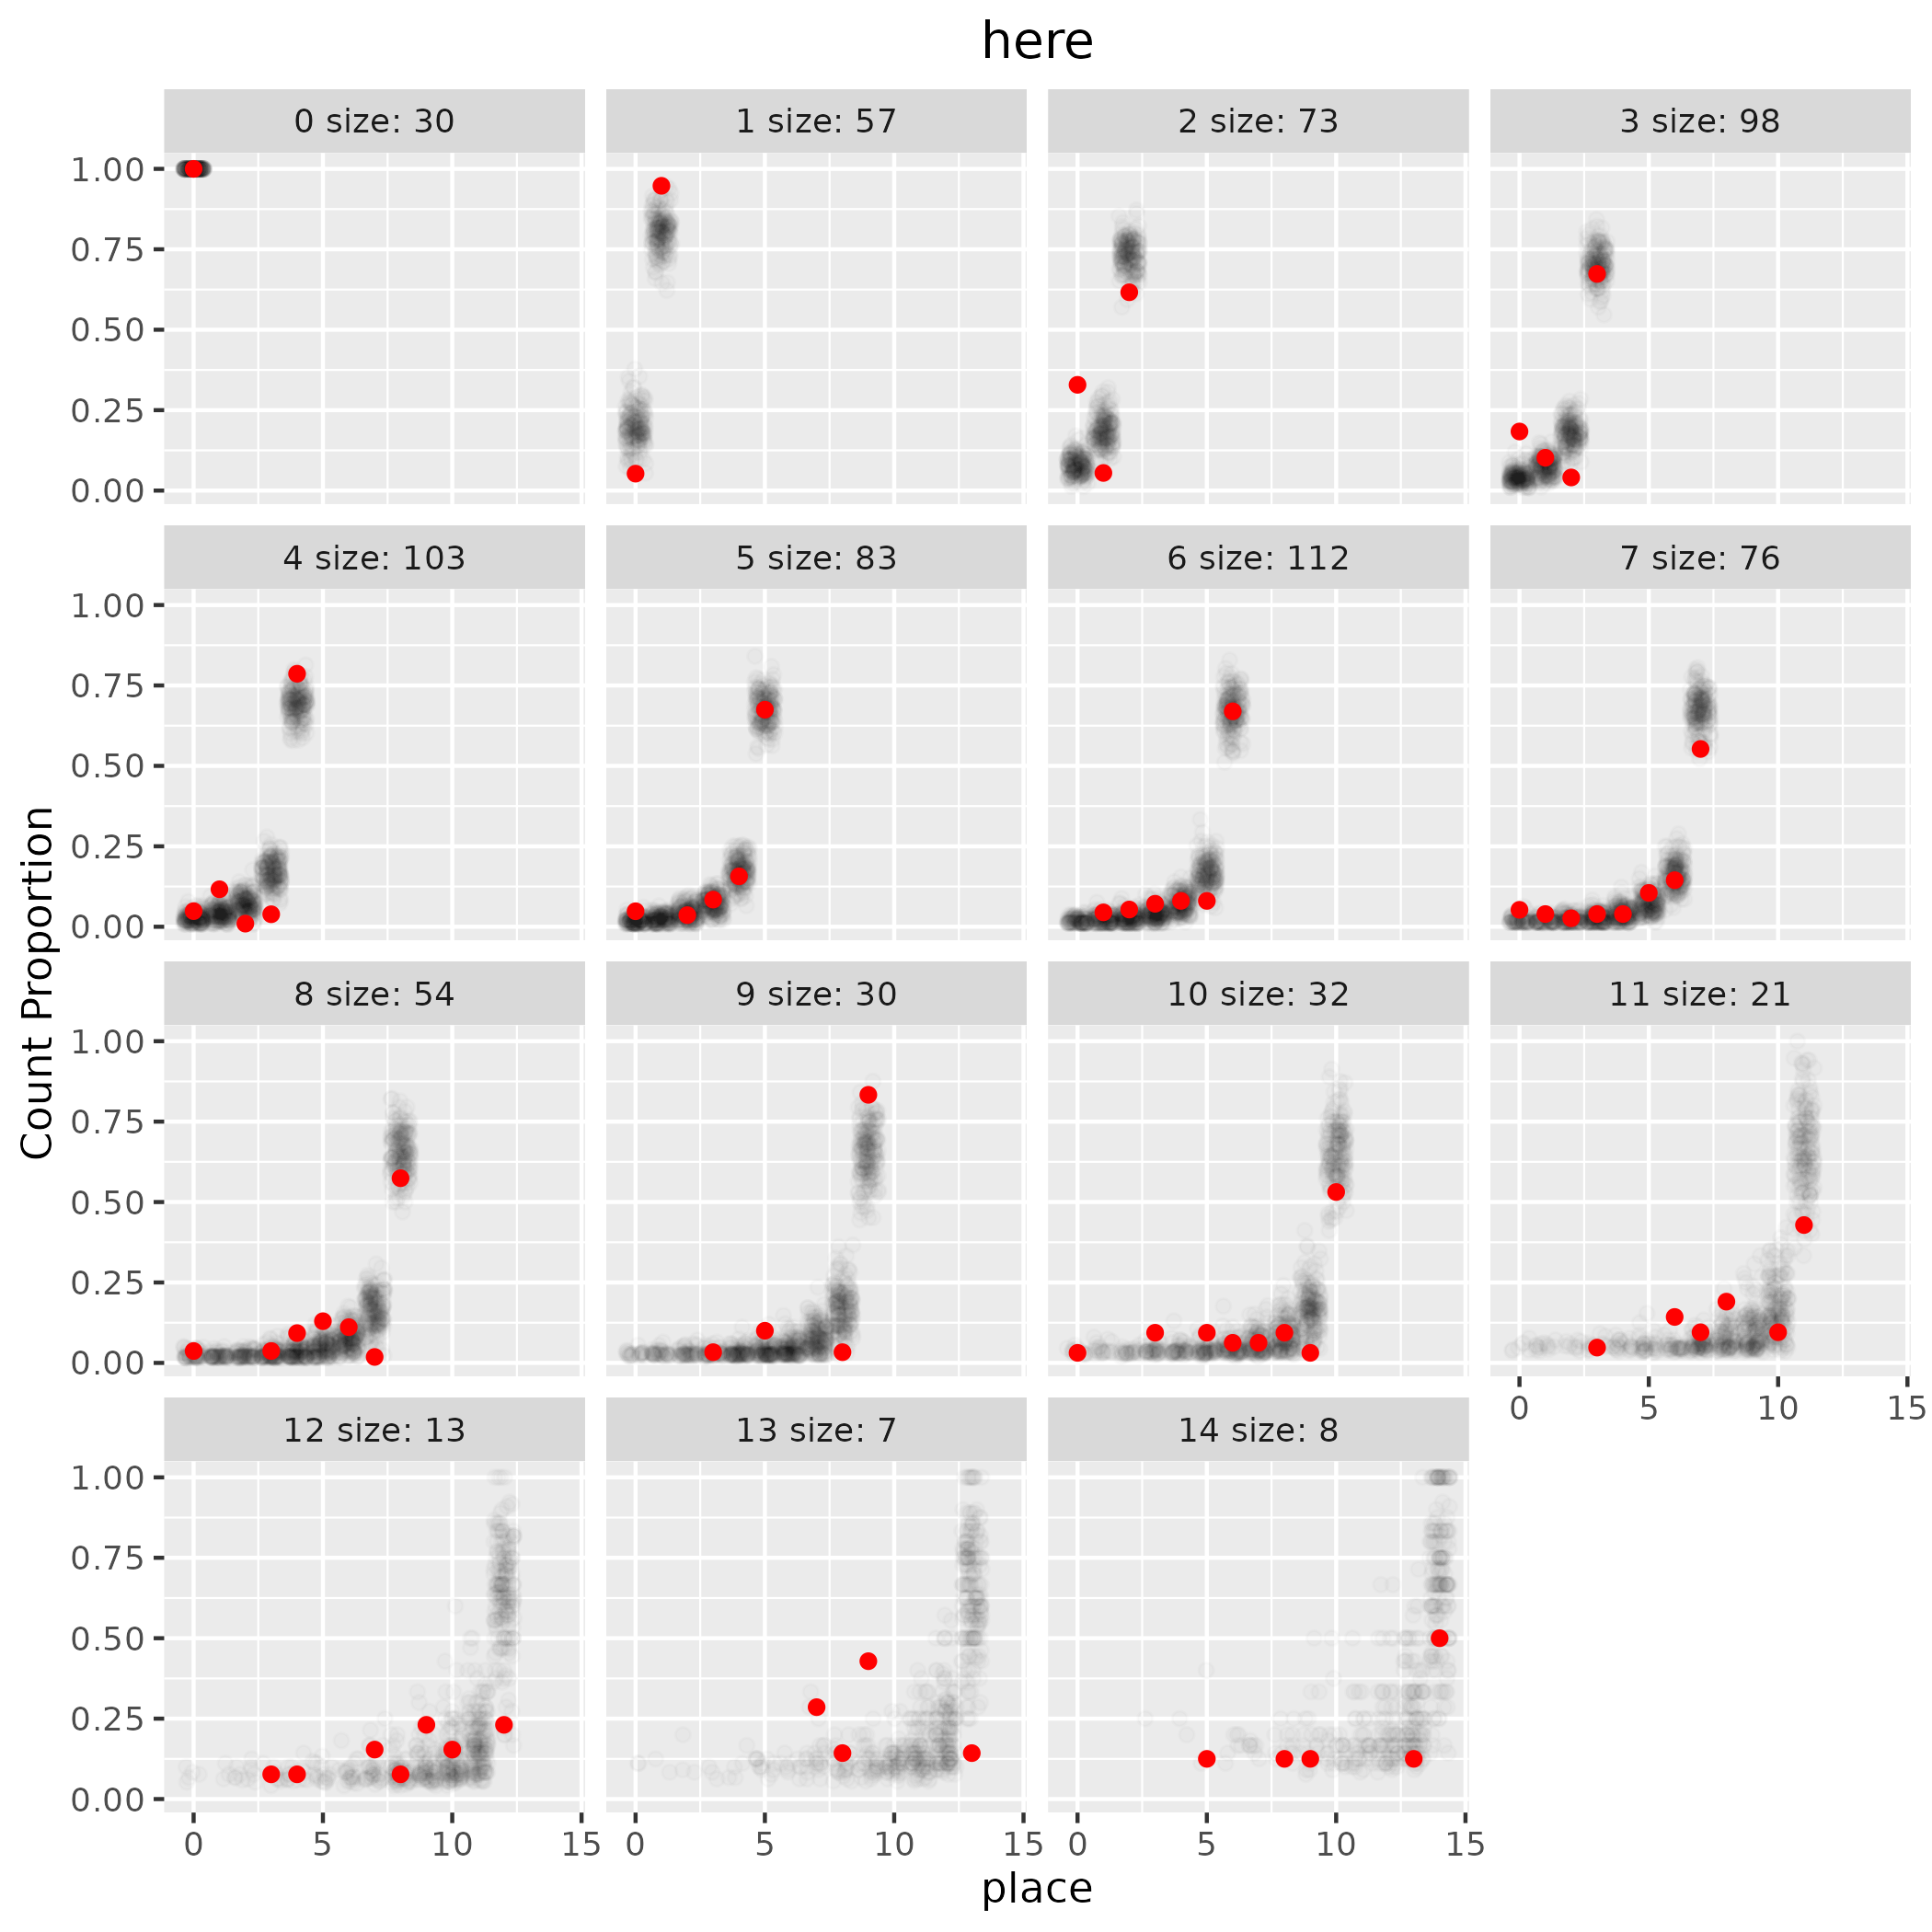 here
0 size: 30
1 size: 57
2 size: 73
3 size: 98
1.00
0.75
0.50
0.25
0.00
4 size: 103
5 size: 83
6 size: 112
7 size: 76
1.00
0.75
0.50
0.25
0.00
Count Proportion
8 size: 54
9 size: 30
10 size: 32
11 size: 21
1.00
0.75
0.50
0.25
0.00
0 5 10 15
12 size: 13
13 size: 7
14 size: 8
1.00
0.75
0.50
0.25
0.00
0 5 10 15
0 5 10 15
0 5 10 15
place